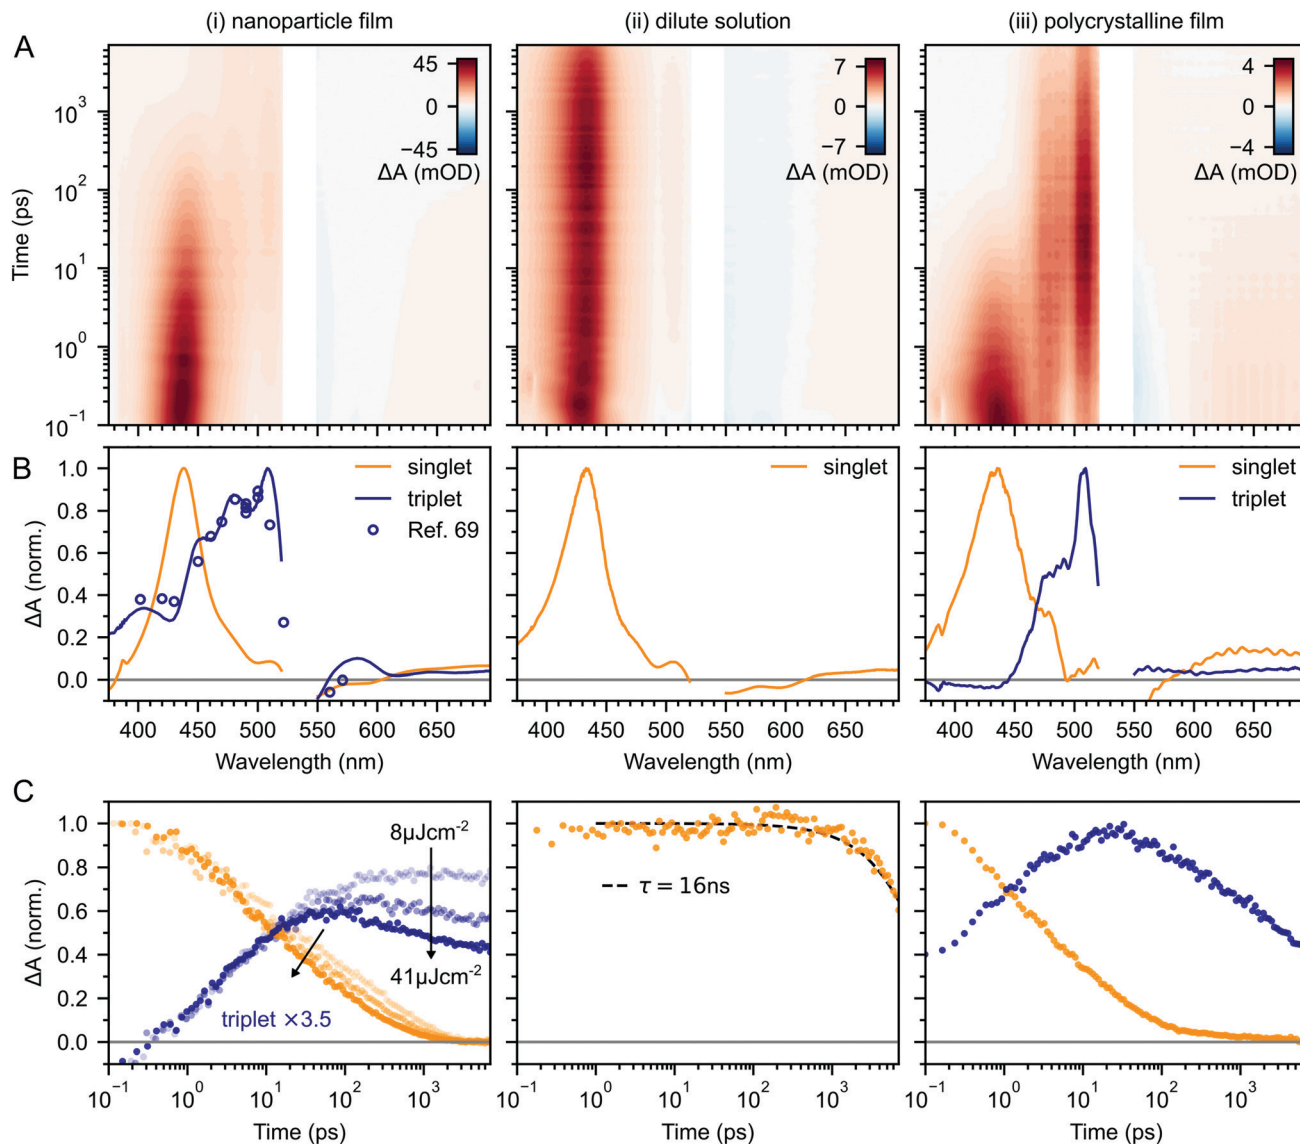 (i) nanoparticle film
(ii) dilute solution
(iii) polycrystalline film
A
Time (ps)
10³
10²
10¹
10⁰
10⁻¹
45
0
−45
ΔA (mOD)
7
0
−7
ΔA (mOD)
4
0
−4
ΔA (mOD)
B
ΔA (norm.)
1.0
0.8
0.6
0.4
0.2
0.0
singlet
triplet
Ref. 69
singlet
singlet
triplet
400 450 500 550 600 650
400 450 500 550 600 650
400 450 500 550 600 650
Wavelength (nm)
Wavelength (nm)
Wavelength (nm)
C
ΔA (norm.)
1.0
0.8
0.6
0.4
0.2
0.0
8μJcm⁻²
41μJcm⁻²
triplet ×3.5
τ = 16ns
10⁻¹ 10⁰ 10¹ 10² 10³
10⁻¹ 10⁰ 10¹ 10² 10³
10⁻¹ 10⁰ 10¹ 10² 10³
Time (ps)
Time (ps)
Time (ps)